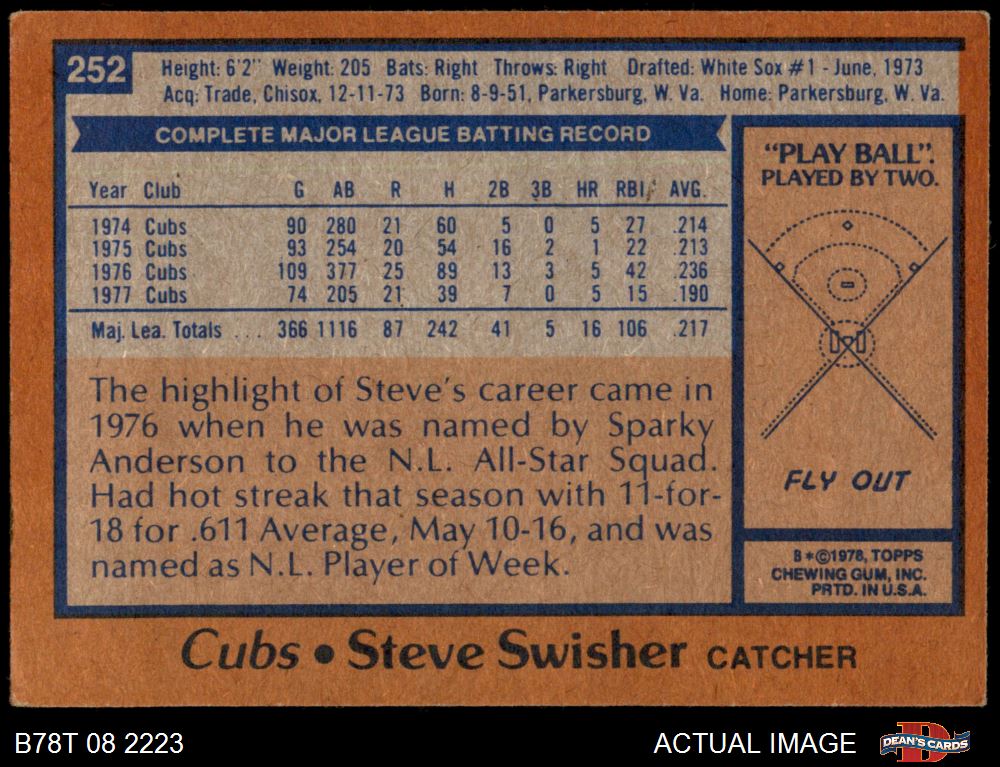 252
Height: 6'2" Weight: 205 Bats: Right Throws: Right Drafted: White Sox #1 - June, 1973
Acq: Trade, Chisox, 12-11-73 Born: 8-9-51, Parkersburg, W. Va. Home: Parkersburg, W. Va.
COMPLETE MAJOR LEAGUE BATTING RECORD
Year Club G AB R H 2B 3B HR RBI AVG.
1974 Cubs 90 280 21 60 5 0 5 27 .214
1975 Cubs 93 254 20 54 16 2 1 22 .213
1976 Cubs 109 377 25 89 13 3 5 42 .236
1977 Cubs 74 205 21 39 7 0 5 15 .190
Maj. Lea. Totals . . . 366 1116 87 242 41 5 16 106 .217
The highlight of Steve's career came in
1976 when he was named by Sparky
Anderson to the N.L. All-Star Squad.
Had hot streak that season with 11-for-
18 for .611 Average, May 10-16, and was
named as N.L. Player of Week.
"PLAY BALL".
PLAYED BY TWO.
FLY OUT
B*©1978, TOPPS
CHEWING GUM, INC.
PRTD. IN U.S.A.
Cubs • Steve Swisher CATCHER
B78T 08 2223
ACTUAL IMAGE
DEAN'S CARDS